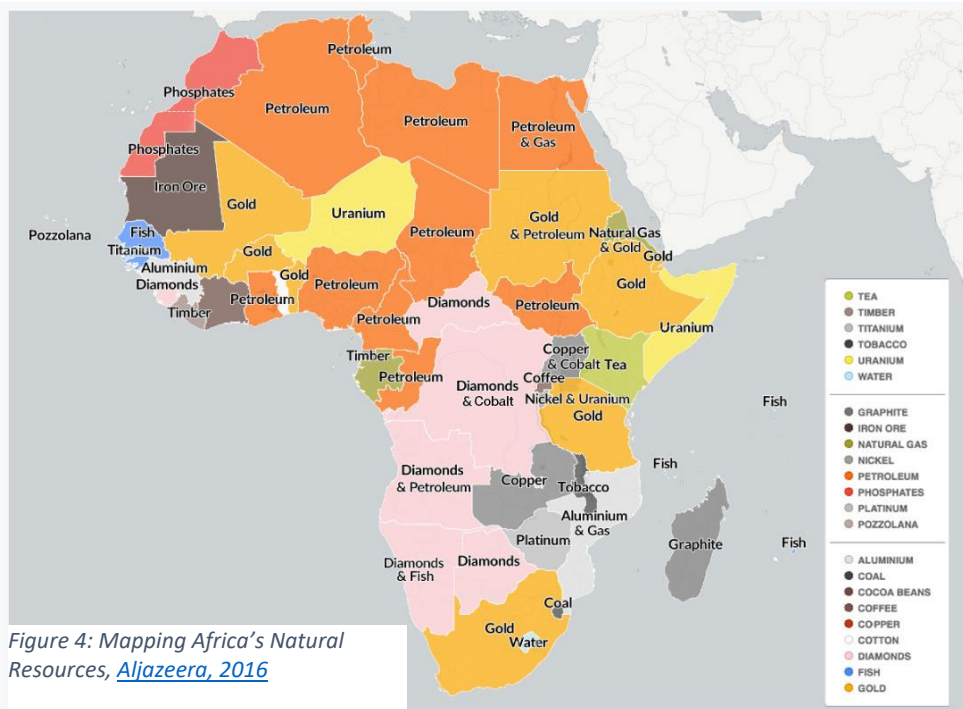 Petroleum
Phosphates
Petroleum
Petroleum
Petroleum
& Gas
Phosphates
Iron Ore
Gold
Uranium
Petroleum
Gold
& Petroleum
Natural Gas
& Gold
Pozzolana
Fish
Titanium
Gold
Gold
Gold
Gold
Aluminium
Diamonds
Timber
Petroleum
Petroleum
Diamonds
Petroleum
Uranium
Petroleum
Timber
Petroleum
Copper
& Cobalt
Tea
Diamonds
& Cobalt
Coffee
Nickel & Uranium
Gold
Fish
Fish
Diamonds
& Petroleum
Copper
Tobacco
Aluminium
& Gas
Platinum
Graphite
Fish
Diamonds
& Fish
Diamonds
Coal
Gold
Water
TEA
TIMBER
TITANIUM
TOBACCO
URANIUM
WATER
GRAPHITE
IRON ORE
NATURAL GAS
NICKEL
PETROLEUM
PHOSPHATES
PLATINUM
POZZOLANA
ALUMINIUM
COAL
COCOA BEANS
COFFEE
COPPER
COTTON
DIAMONDS
FISH
GOLD
Figure 4: Mapping Africa's Natural
Resources, Aljazeera, 2016